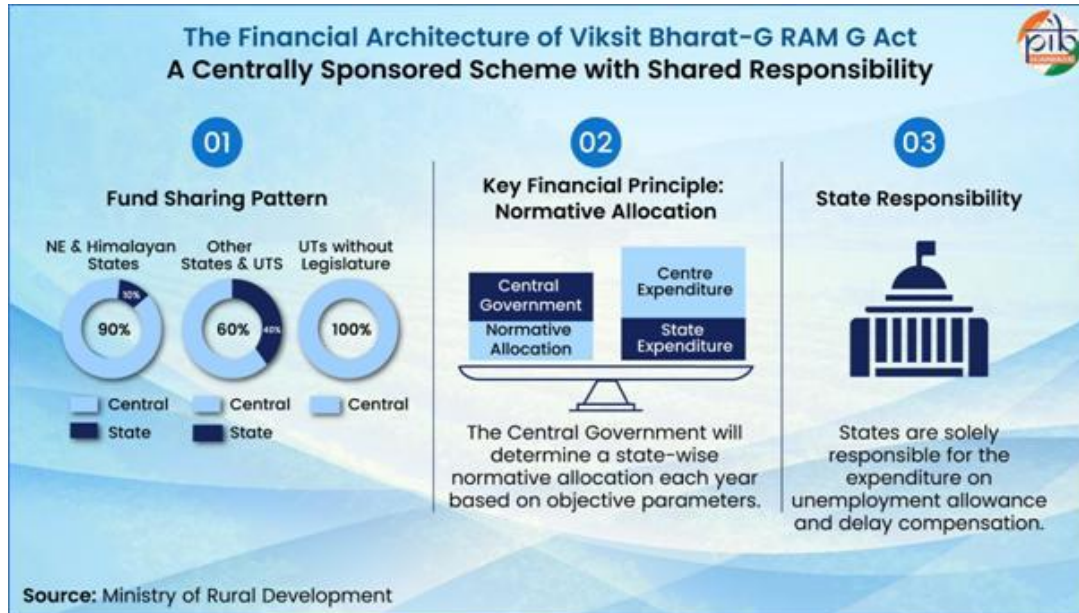 The Financial Architecture of Viksit Bharat-G RAM G Act
A Centrally Sponsored Scheme with Shared Responsibility
pib
01
Fund Sharing Pattern
NE & Himalayan
States
10%
90%
Central
State
Other
States & UTS
60%
40%
Central
State
UTs without
Legislature
100%
Central
02
Key Financial Principle:
Normative Allocation
Central
Government
Normative
Allocation
Centre
Expenditure
State
Expenditure
The Central Government will
determine a state-wise
normative allocation each year
based on objective parameters.
03
State Responsibility
States are solely
responsible for the
expenditure on
unemployment allowance
and delay compensation.
Source: Ministry of Rural Development